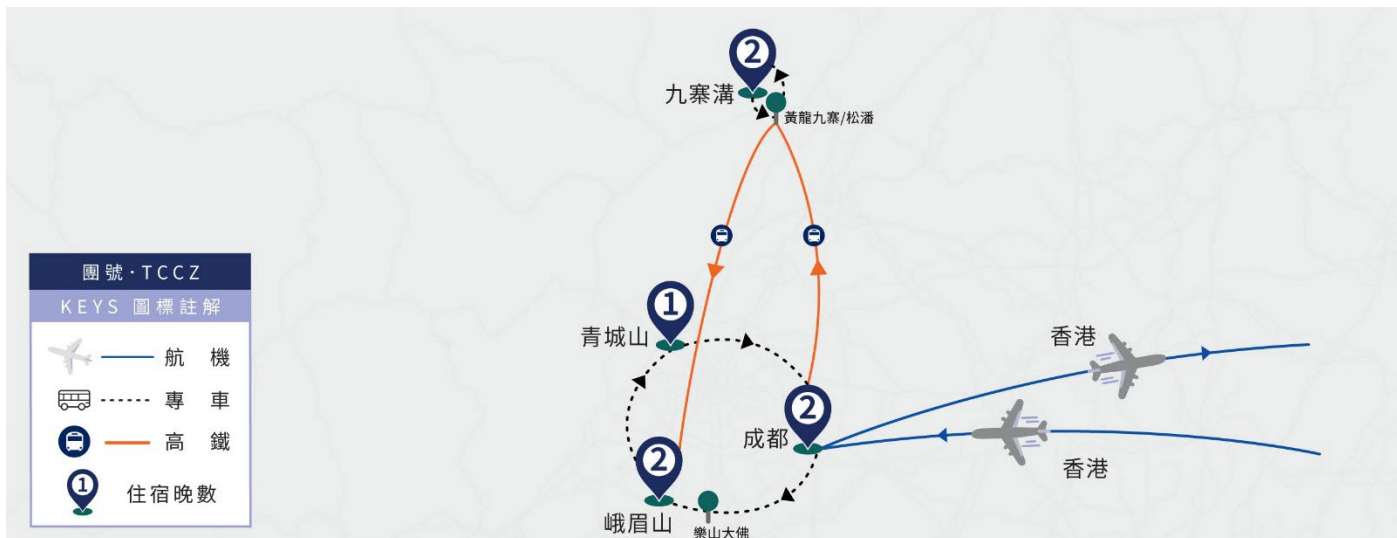 2
九寨溝
黃龍九寨/松潘
團號·TCCZ
KEYS 圖標註解
航 機
專 車
高 鐵
1
住宿晚數
1
青城山
香港
2
成都
香港
2
峨眉山
樂山大佛